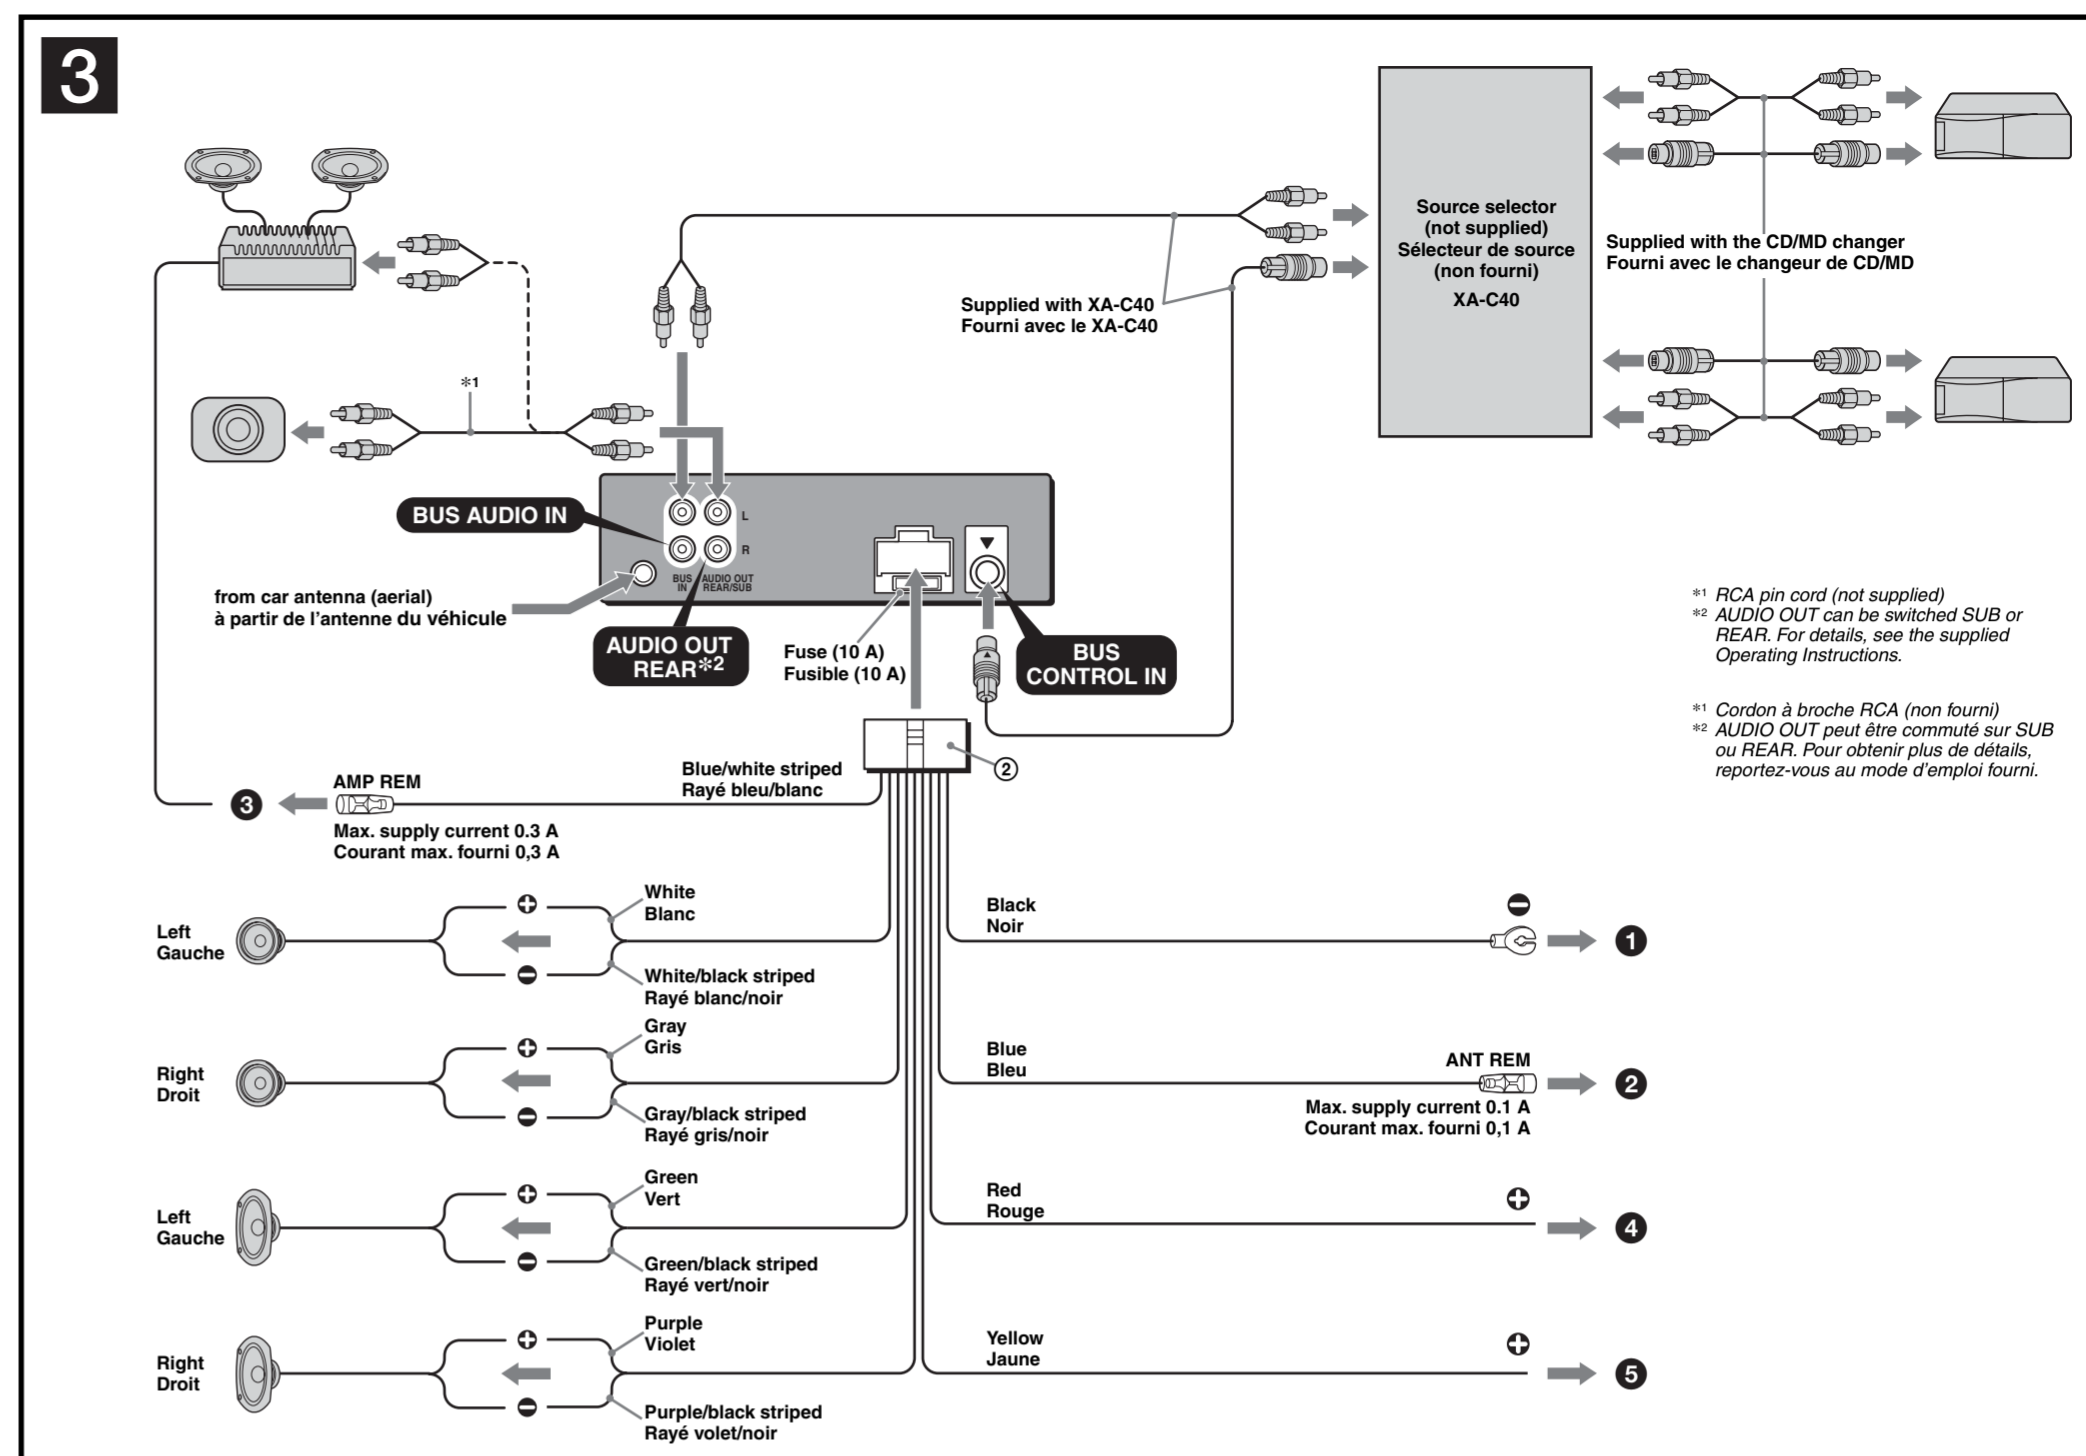 3
Source selector
(not supplied)
Sélecteur de source
(non fourni)
XA-C40
Supplied with the CD/MD changer
Fourni avec le changeur de CD/MD
Supplied with XA-C40
Fourni avec le XA-C40
*1
BUS AUDIO IN
L
R
BUS
IN
AUDIO OUT
REAR/SUB
from car antenna (aerial)
à partir de l'antenne du véhicule
AUDIO OUT
REAR*2
Fuse (10 A)
Fusible (10 A)
BUS
CONTROL IN
*1 RCA pin cord (not supplied)
*2 AUDIO OUT can be switched SUB or
REAR. For details, see the supplied
Operating Instructions.
*1 Cordon à broche RCA (non fourni)
*2 AUDIO OUT peut être commuté sur SUB
ou REAR. Pour obtenir plus de détails,
reportez-vous au mode d'emploi fourni.
②
Blue/white striped
Rayé bleu/blanc
AMP REM
❸
Max. supply current 0.3 A
Courant max. fourni 0,3 A
Left
Gauche
+
−
White
Blanc
White/black striped
Rayé blanc/noir
Black
Noir
−
❶
Right
Droit
+
−
Gray
Gris
Gray/black striped
Rayé gris/noir
Blue
Bleu
ANT REM
❷
Max. supply current 0.1 A
Courant max. fourni 0,1 A
Left
Gauche
+
−
Green
Vert
Green/black striped
Rayé vert/noir
Red
Rouge
+
❹
Right
Droit
+
−
Purple
Violet
Purple/black striped
Rayé volet/noir
Yellow
Jaune
+
❺